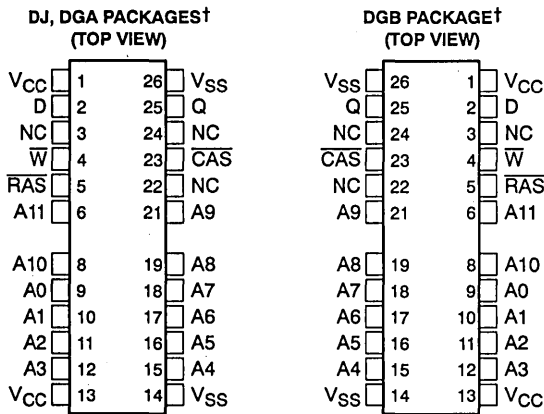 DJ, DGA PACKAGES† DGB PACKAGE†
(TOP VIEW) (TOP VIEW)
VCC 1 26 VSS VSS 26 1 VCC
D 2 25 Q Q 25 2 D
NC 3 24 NC NC 24 3 NC
W̅ 4 23 C̅A̅S̅ C̅A̅S̅ 23 4 W̅
R̅A̅S̅ 5 22 NC NC 22 5 R̅A̅S̅
A11 6 21 A9 A9 21 6 A11
A10 8 19 A8 A8 19 8 A10
A0 9 18 A7 A7 18 9 A0
A1 10 17 A6 A6 17 10 A1
A2 11 16 A5 A5 16 11 A2
A3 12 15 A4 A4 15 12 A3
VCC 13 14 VSS VSS 14 13 VCC